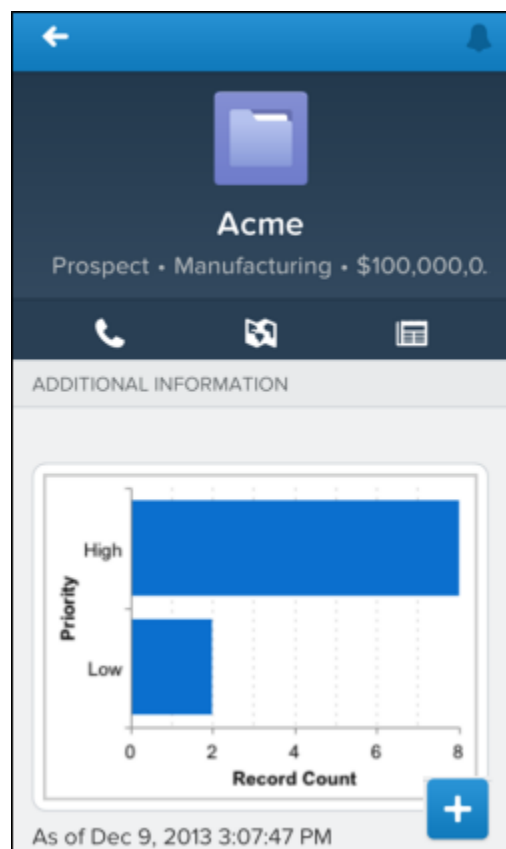 Acme
Prospect • Manufacturing • $100,000,0.
ADDITIONAL INFORMATION
High
Priority
Low
0 2 4 6 8
Record Count
As of Dec 9, 2013 3:07:47 PM